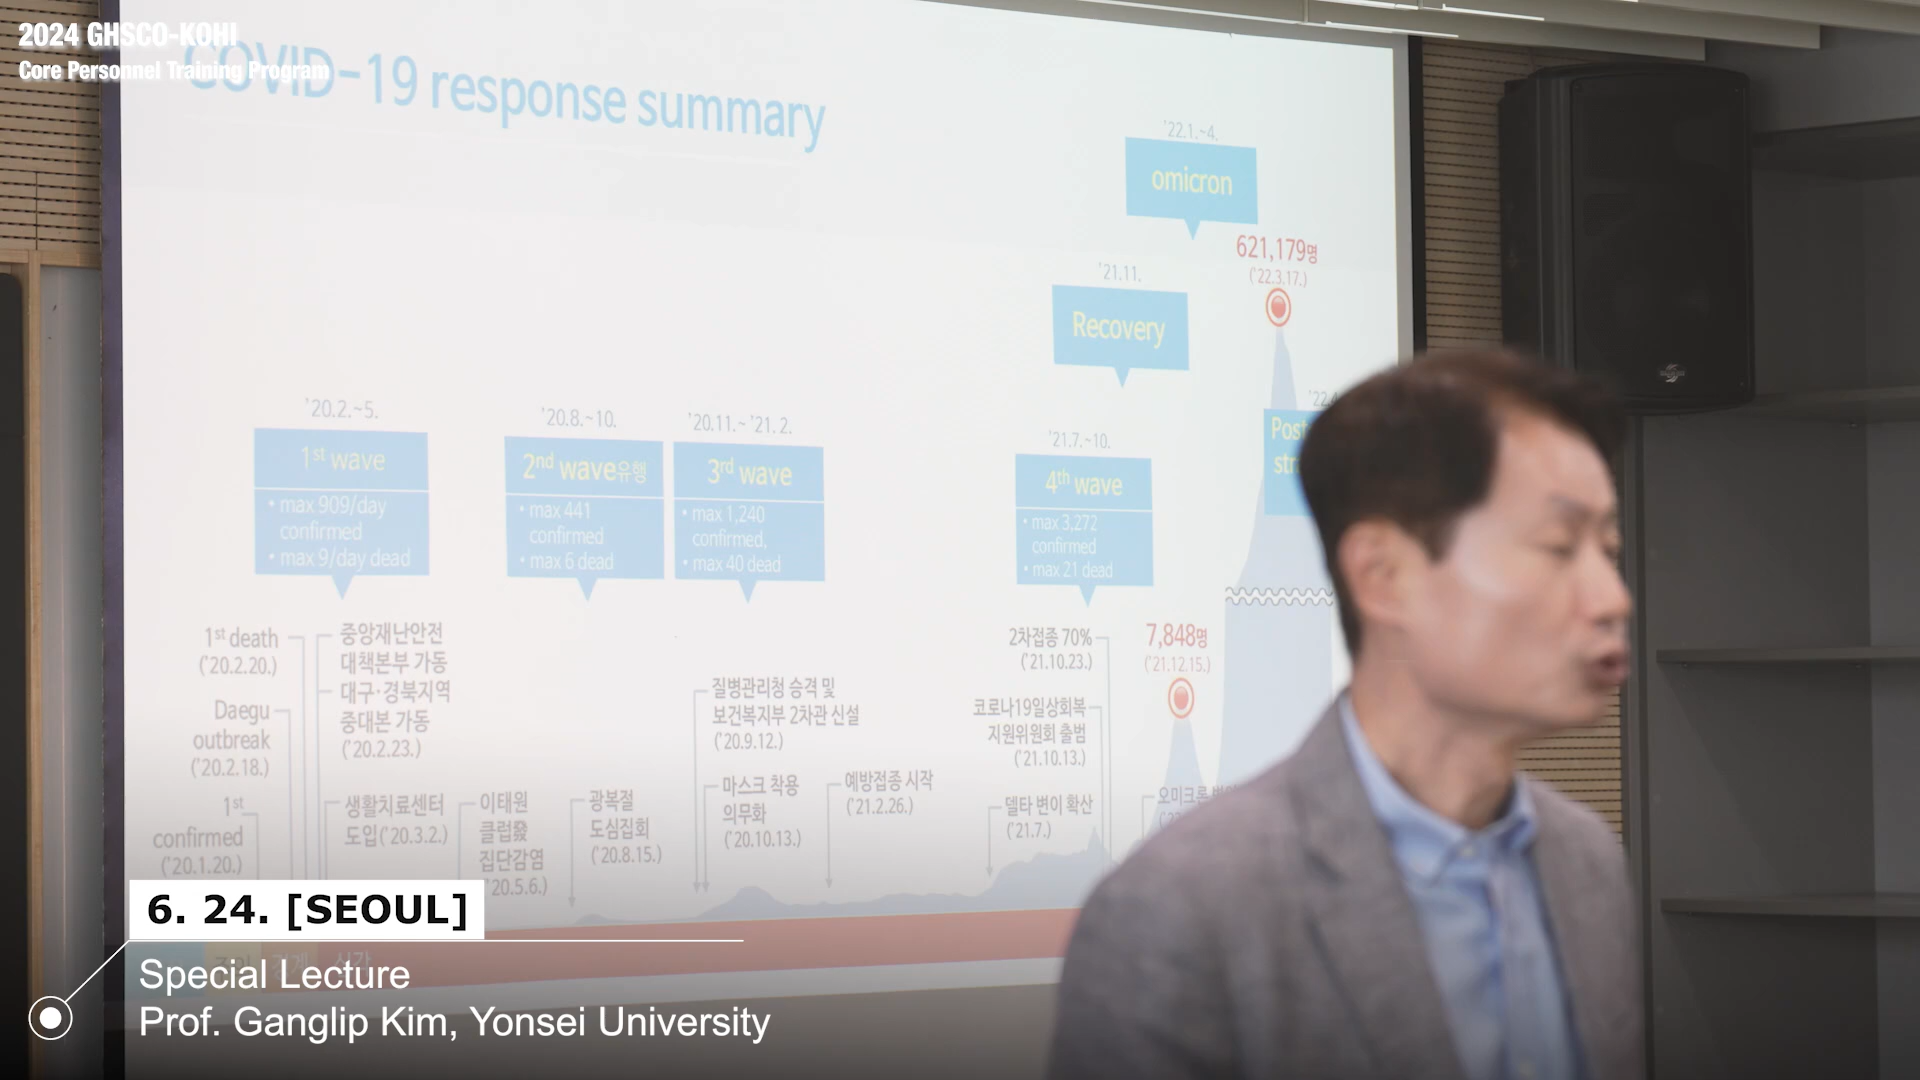 2024 GHSCO-KOHI
Core Personnel Training Program
COVID-19 response summary
'22.1.~4.
omicron
621,179명
('22.3.17.)
'21.11.
Recovery
'22.4
Post
str
'20.2.~5.
1st wave
• max 909/day
confirmed
• max 9/day dead
'20.8.~10.
2nd wave유행
• max 441
confirmed
• max 6 dead
'20.11.~'21.2.
3rd wave
• max 1,240
confirmed,
• max 40 dead
'21.7.~10.
4th wave
• max 3,272
confirmed
• max 21 dead
1st death
('20.2.20.)
Daegu
outbreak
('20.2.18.)
1st
confirmed
('20.1.20.)
중앙재난안전
대책본부 가동
대구·경북지역
중대본 가동
('20.2.23.)
생활치료센터
도입('20.3.2.)
이태원
클럽發
집단감염
'20.5.6.)
광복절
도심집회
('20.8.15.)
질병관리청 승격 및
보건복지부 2차관 신설
('20.9.12.)
마스크 착용
의무화
('20.10.13.)
예방접종 시작
('21.2.26.)
2차접종 70%
('21.10.23.)
코로나19일상회복
지원위원회 출범
('21.10.13.)
델타 변이 확산
('21.7.)
7,848명
('21.12.15.)
오미크론
6. 24. [SEOUL]
Special Lecture
Prof. Ganglip Kim, Yonsei University